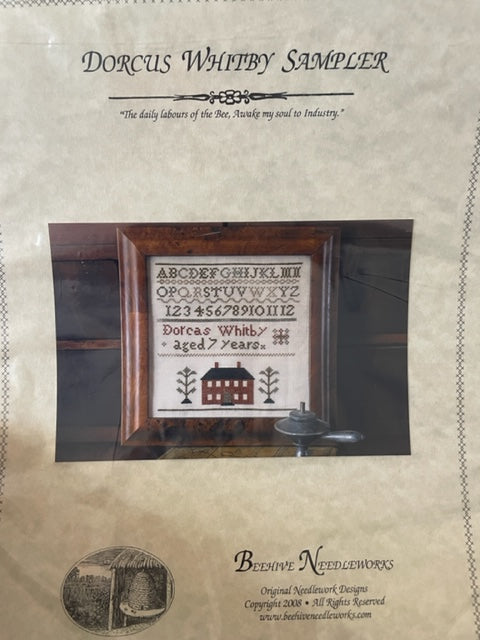 DORCUS WHITBY SAMPLER
"The daily labours of the Bee, Awake my soul to Industry."
ABCDEFGHIJKLMN
OPQRSTUVWXYZ
123456789101112
Dorcas Whitby
aged 7 years
BEEHIVE NEEDLEWORKS
Original Needlework Designs
Copyright 2008 • All Rights Reserved
www.beehiveneedleworks.com